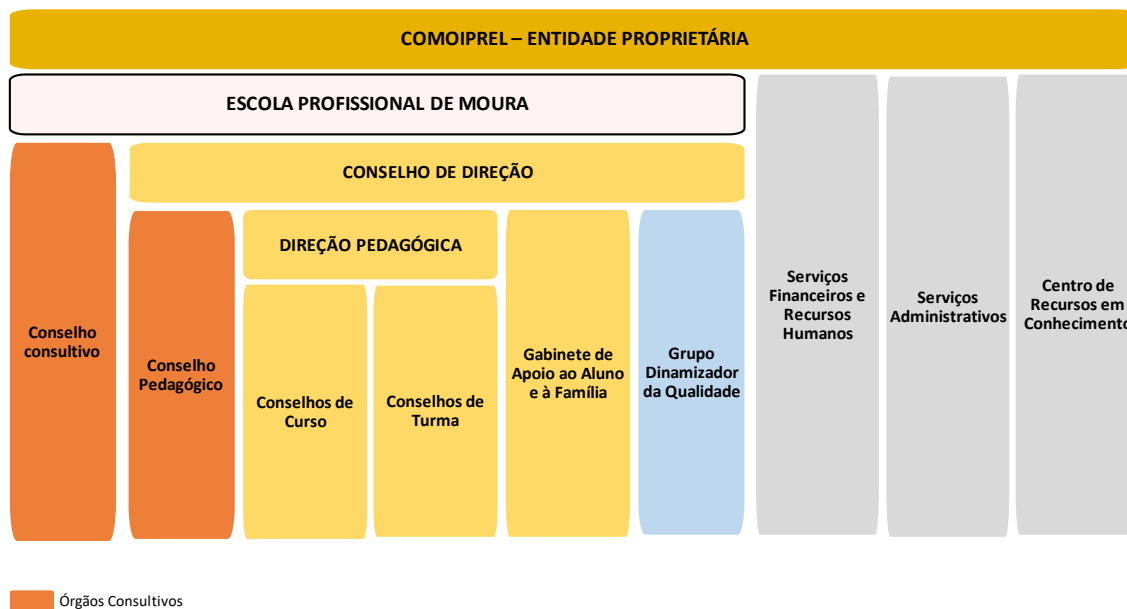 COMOIPREL – ENTIDADE PROPRIETÁRIA
ESCOLA PROFISSIONAL DE MOURA
CONSELHO DE DIREÇÃO
DIREÇÃO PEDAGÓGICA
Conselho
consultivo
Conselho
Pedagógico
Conselhos de
Curso
Conselhos de
Turma
Gabinete de
Apoio ao Aluno
e à Família
Grupo
Dinamizador
da Qualidade
Serviços
Financeiros e
Recursos
Humanos
Serviços
Administrativos
Centro de
Recursos em
Conhecimento
Órgãos Consultivos